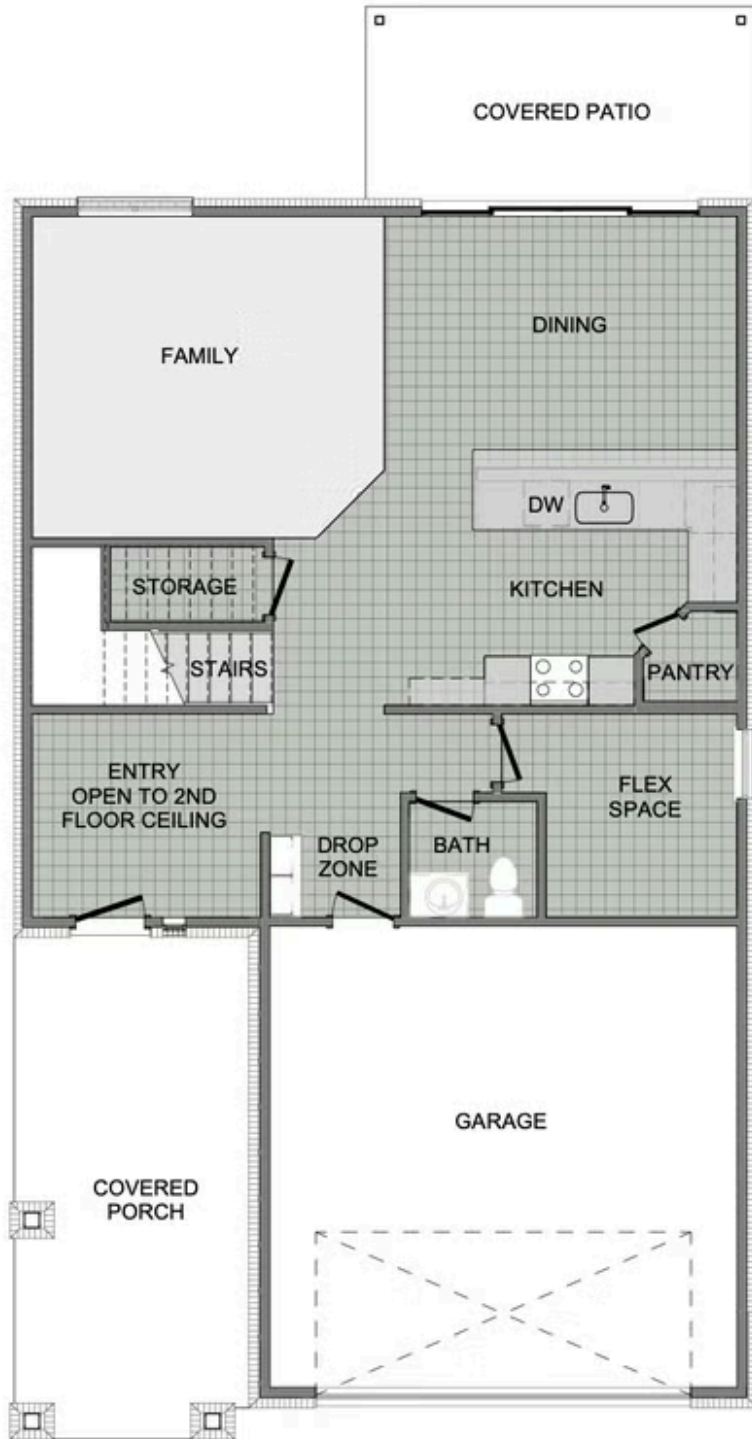 COVERED PATIO
DINING
FAMILY
DW
STORAGE
KITCHEN
STAIRS
PANTRY
ENTRY
OPEN TO 2ND
FLOOR CEILING
FLEX
SPACE
DROP
ZONE
BATH
GARAGE
COVERED
PORCH